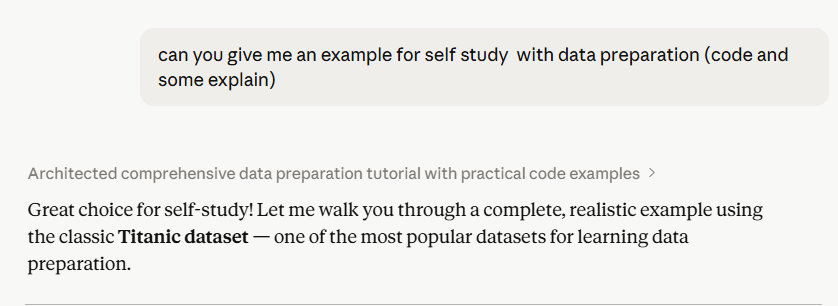 can you give me an example for self study  with data preparation (code and
some explain)
Architected comprehensive data preparation tutorial with practical code examples
Great choice for self-study! Let me walk you through a complete, realistic example using
the classic Titanic dataset — one of the most popular datasets for learning data
preparation.